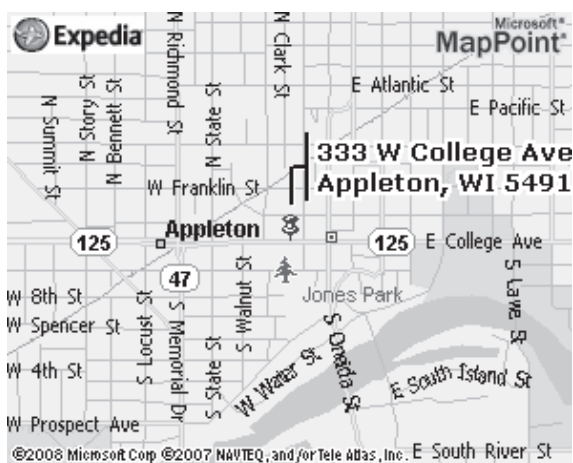 Expedia
Microsoft®
MapPoint®
N Richmond St
N Clark St
N Story St
N Bennett St
N Summit St
N State St
E Atlantic St
E Pacific St
333 W College Ave
Appleton, WI 5491
W Franklin St
Appleton
125
125
E College Ave
47
Jones Park
W 8th St
W Spencer St
W 4th St
W Prospect Ave
S Locust St
S Memorial Dr
S State St
S Walnut St
W Water St
S Oneida St
S Lawe St
E South Island St
E South River St
©2008 Microsoft Corp ©2007 NAVTEQ, and/or Tele Atlas, Inc.